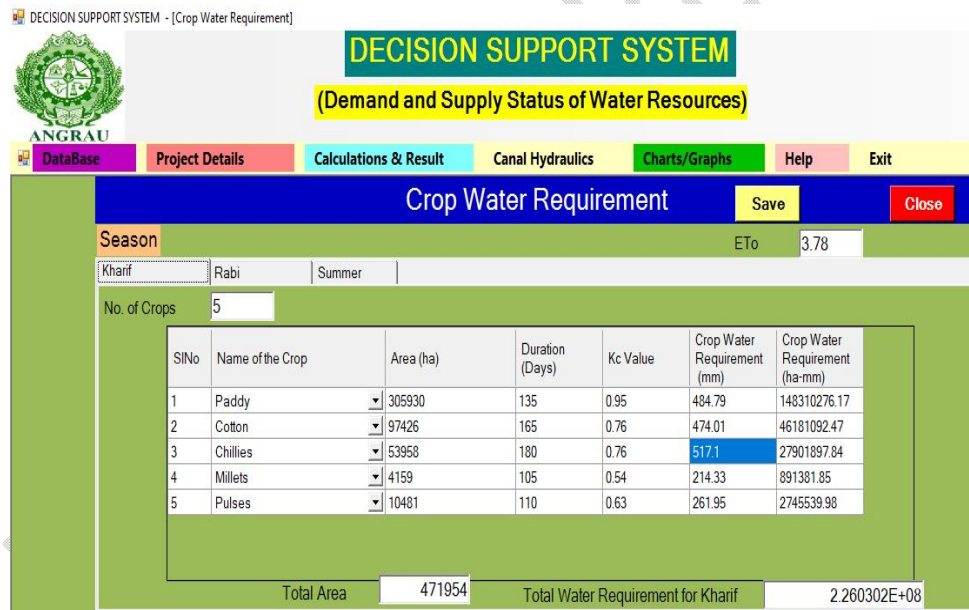 DECISION SUPPORT SYSTEM - [Crop Water Requirement]
DECISION SUPPORT SYSTEM
(Demand and Supply Status of Water Resources)
ANGRAU
DataBase Project Details Calculations & Result Canal Hydraulics Charts/Graphs Help Exit
Crop Water Requirement Save Close
Season ETo 3.78
Kharif Rabi Summer
No. of Crops 5
SlNo Name of the Crop Area (ha) Duration (Days) Kc Value Crop Water Requirement (mm) Crop Water Requirement (ha-mm)
1 Paddy 305930 135 0.95 484.79 148310276.17
2 Cotton 97426 165 0.76 474.01 46181092.47
3 Chillies 53958 180 0.76 517.1 27901897.84
4 Millets 4159 105 0.54 214.33 891381.85
5 Pulses 10481 110 0.63 261.95 2745539.98
Total Area 471954 Total Water Requirement for Kharif 2.260302E+08